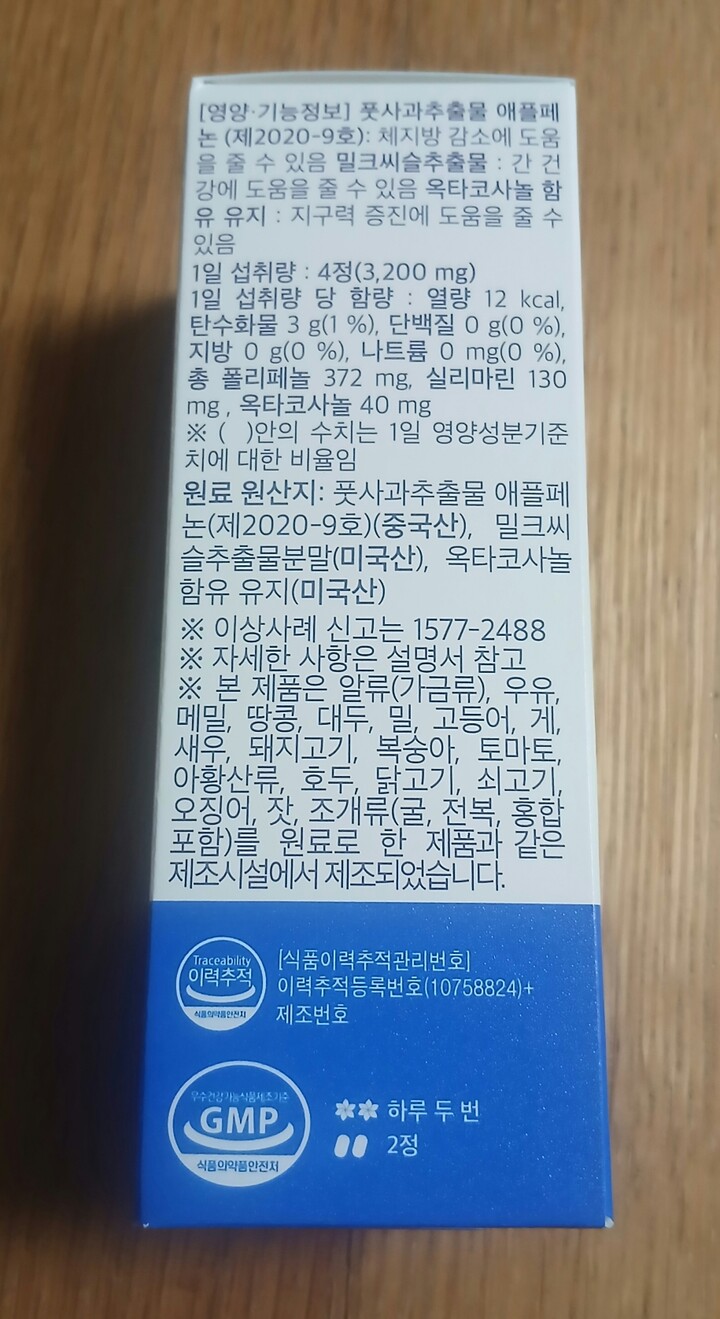 [영양·기능정보] 풋사과추출물 애플페
논 (제2020-9호): 체지방 감소에 도움
을 줄 수 있음 밀크씨슬추출물 : 간 건
강에 도움을 줄 수 있음 옥타코사놀 함
유 유지 : 지구력 증진에 도움을 줄 수
있음
1일 섭취량 : 4정(3,200 mg)
1일 섭취량 당 함량 : 열량 12 kcal,
탄수화물 3 g(1 %), 단백질 0 g(0 %),
지방 0 g(0 %), 나트륨 0 mg(0 %),
총 폴리페놀 372 mg, 실리마린 130
mg , 옥타코사놀 40 mg
※ ( )안의 수치는 1일 영양성분기준
치에 대한 비율임
원료 원산지: 풋사과추출물 애플페
논(제2020-9호)(중국산), 밀크씨
슬추출물분말(미국산), 옥타코사놀
함유 유지(미국산)
※ 이상사례 신고는 1577-2488
※ 자세한 사항은 설명서 참고
※ 본 제품은 알류(가금류), 우유,
메밀, 땅콩, 대두, 밀, 고등어, 게,
새우, 돼지고기, 복숭아, 토마토,
아황산류, 호두, 닭고기, 쇠고기,
오징어, 잣, 조개류(굴, 전복, 홍합
포함)를 원료로 한 제품과 같은
제조시설에서 제조되었습니다.
Traceability
이력추적
식품의약품안전처
[식품이력추적관리번호]
이력추적등록번호(10758824)+
제조번호
우수건강기능식품제조기준
GMP
식품의약품안전처
하루 두 번
2정